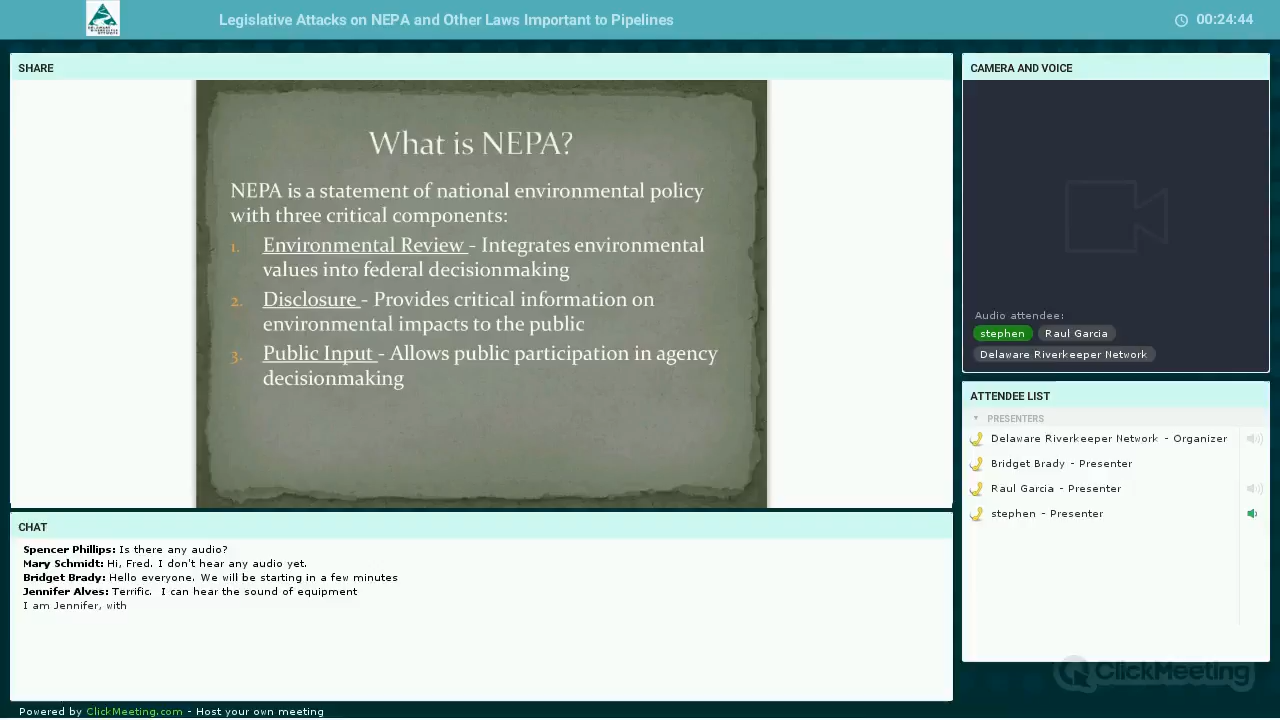 Legislative Attacks on NEPA and Other Laws Important to Pipelines
00:24:44
SHARE
What is NEPA?
NEPA is a statement of national environmental policy
with three critical components:
1. Environmental Review - Integrates environmental
values into federal decisionmaking
2. Disclosure - Provides critical information on
environmental impacts to the public
3. Public Input - Allows public participation in agency
decisionmaking
CHAT
Spencer Phillips: Is there any audio?
Mary Schmidt: Hi, Fred. I don't hear any audio yet.
Bridget Brady: Hello everyone. We will be starting in a few minutes
Jennifer Alves: Terrific. I can hear the sound of equipment
I am Jennifer, with
CAMERA AND VOICE
Audio attendee:
stephen Raul Garcia
Delaware Riverkeeper Network
ATTENDEE LIST
PRESENTERS
Delaware Riverkeeper Network - Organizer
Bridget Brady - Presenter
Raul Garcia - Presenter
stephen - Presenter
ClickMeeting
Powered by ClickMeeting.com - Host your own meeting